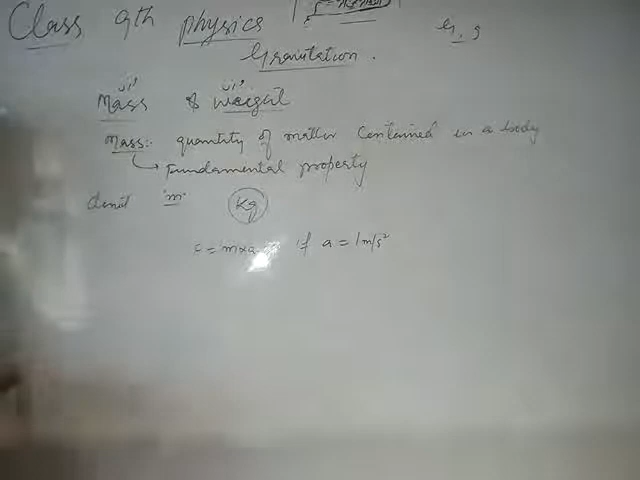 Class 9th physics
G, g
Gravitation.
Mass & weight
Mass:- quantity of matter contained in a body
→ Fundamental property
Unit 'm' Kg
F = m×a if a = 1m/s²